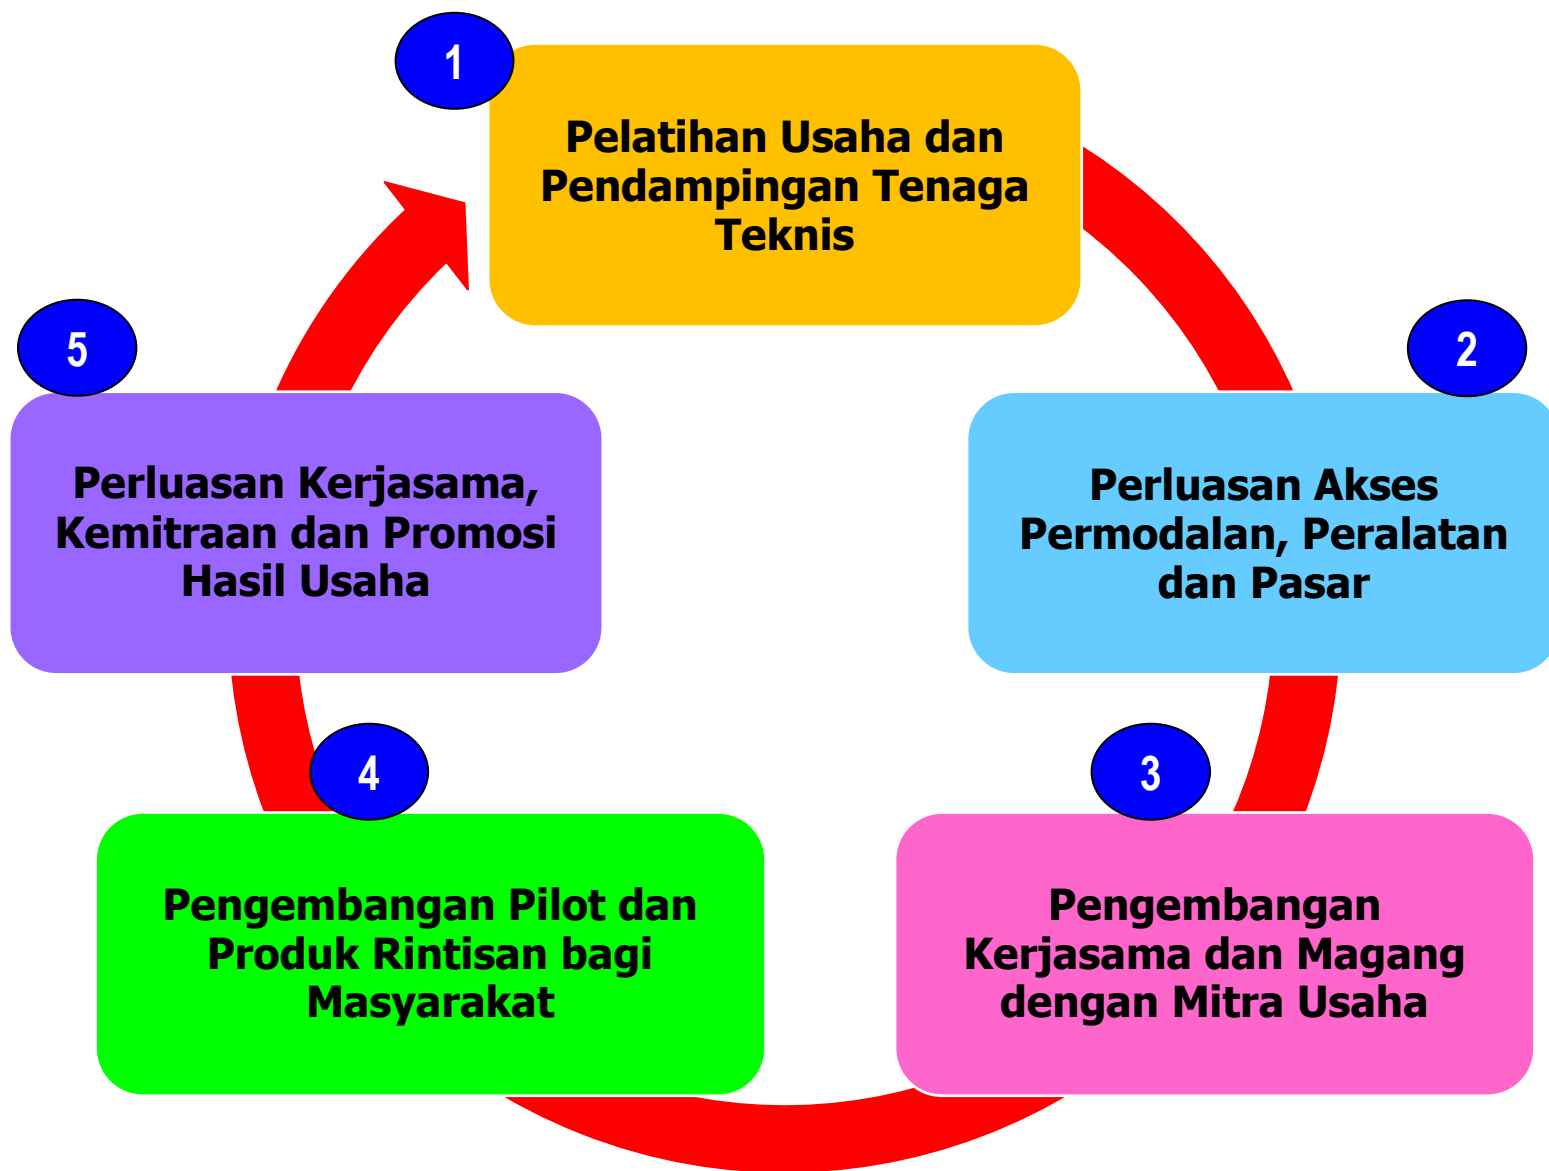 1
Pelatihan Usaha dan
Pendampingan Tenaga
Teknis
2
Perluasan Akses
Permodalan, Peralatan
dan Pasar
3
Pengembangan
Kerjasama dan Magang
dengan Mitra Usaha
4
Pengembangan Pilot dan
Produk Rintisan bagi
Masyarakat
5
Perluasan Kerjasama,
Kemitraan dan Promosi
Hasil Usaha